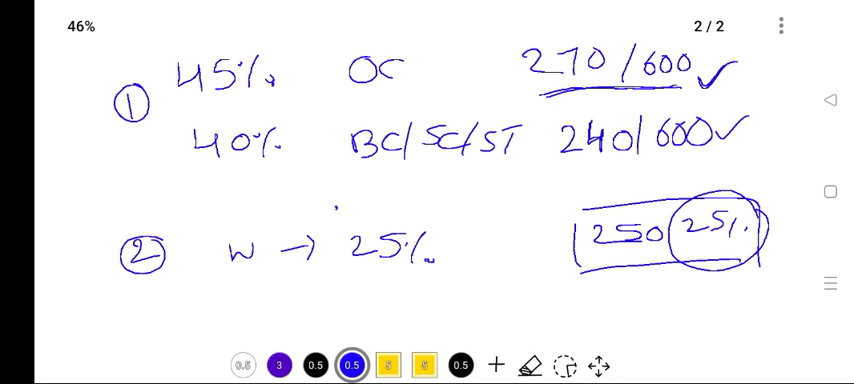 46% 2 / 2
① 45% OC 270/600 ✓
40% BC/SC/ST 240/600 ✓
② W → 25% 250 25%
0.5 3 0.5 0.5 5 5 0.5 +